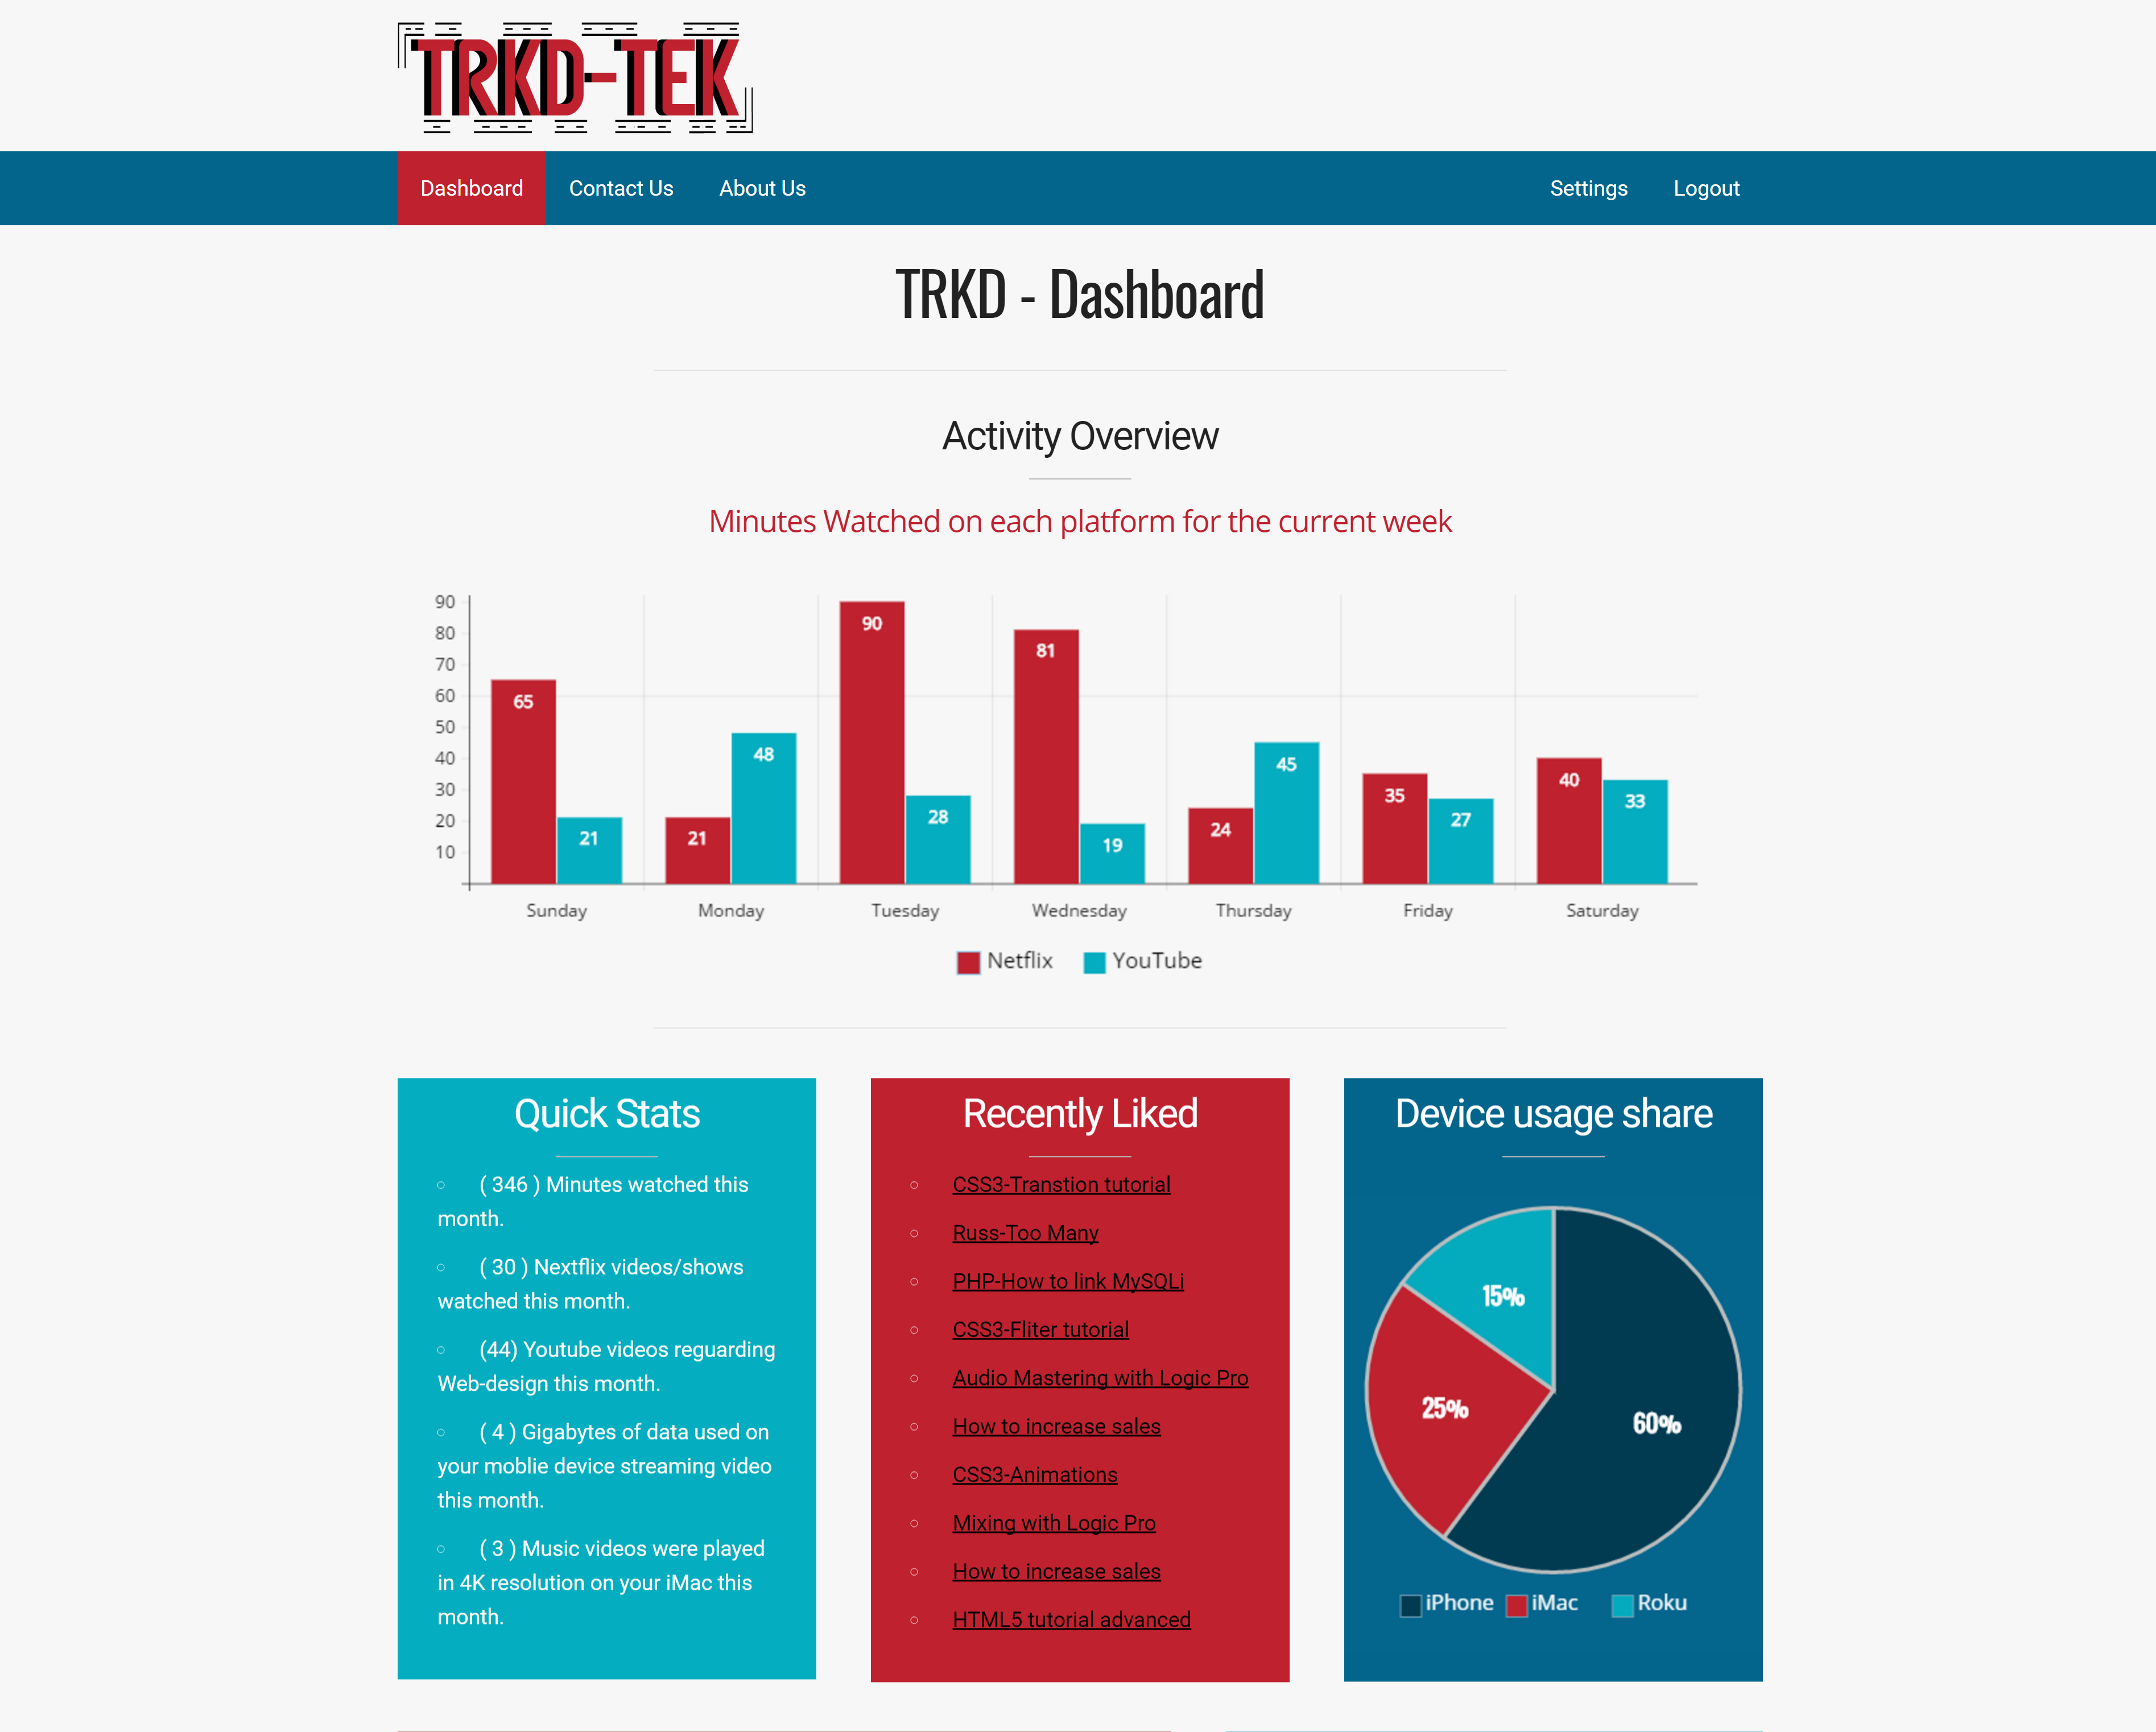 TRKD-TEK
Dashboard Contact Us About Us Settings Logout
TRKD - Dashboard
Activity Overview
Minutes Watched on each platform for the current week
90
80
70
60
50
40
30
20
10
65 21 21 48 90 28 81 19 24 45 35 27 40 33
Sunday Monday Tuesday Wednesday Thursday Friday Saturday
Netflix YouTube
Quick Stats
( 346 ) Minutes watched this
month.
( 30 ) Nextflix videos/shows
watched this month.
(44) Youtube videos reguarding
Web-design this month.
( 4 ) Gigabytes of data used on
your moblie device streaming video
this month.
( 3 ) Music videos were played
in 4K resolution on your iMac this
month.
Recently Liked
CSS3-Transtion tutorial
Russ-Too Many
PHP-How to link MySQLi
CSS3-Fliter tutorial
Audio Mastering with Logic Pro
How to increase sales
CSS3-Animations
Mixing with Logic Pro
How to increase sales
HTML5 tutorial advanced
Device usage share
15%
25%
60%
iPhone iMac Roku